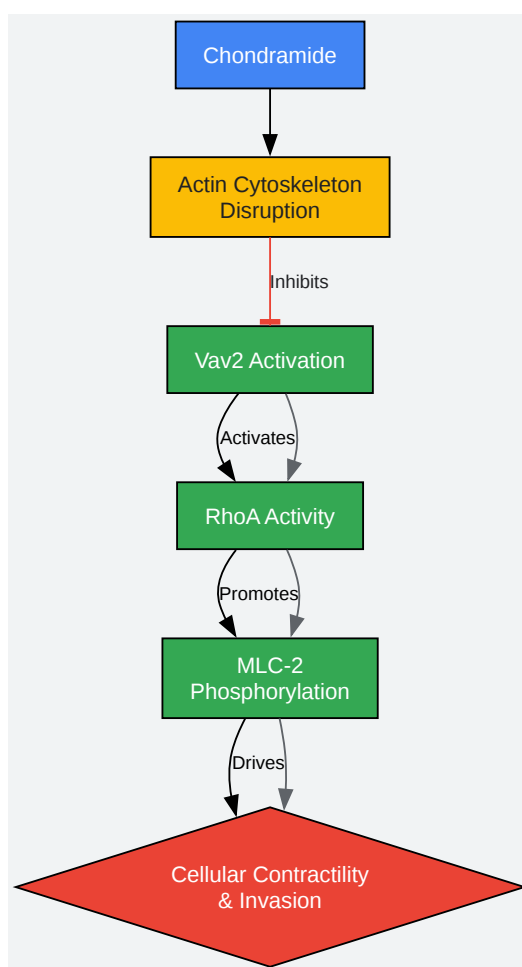 Chondramide
Actin Cytoskeleton
Disruption
Inhibits
Vav2 Activation
Activates
RhoA Activity
Promotes
MLC-2
Phosphorylation
Drives
Cellular Contractility
& Invasion